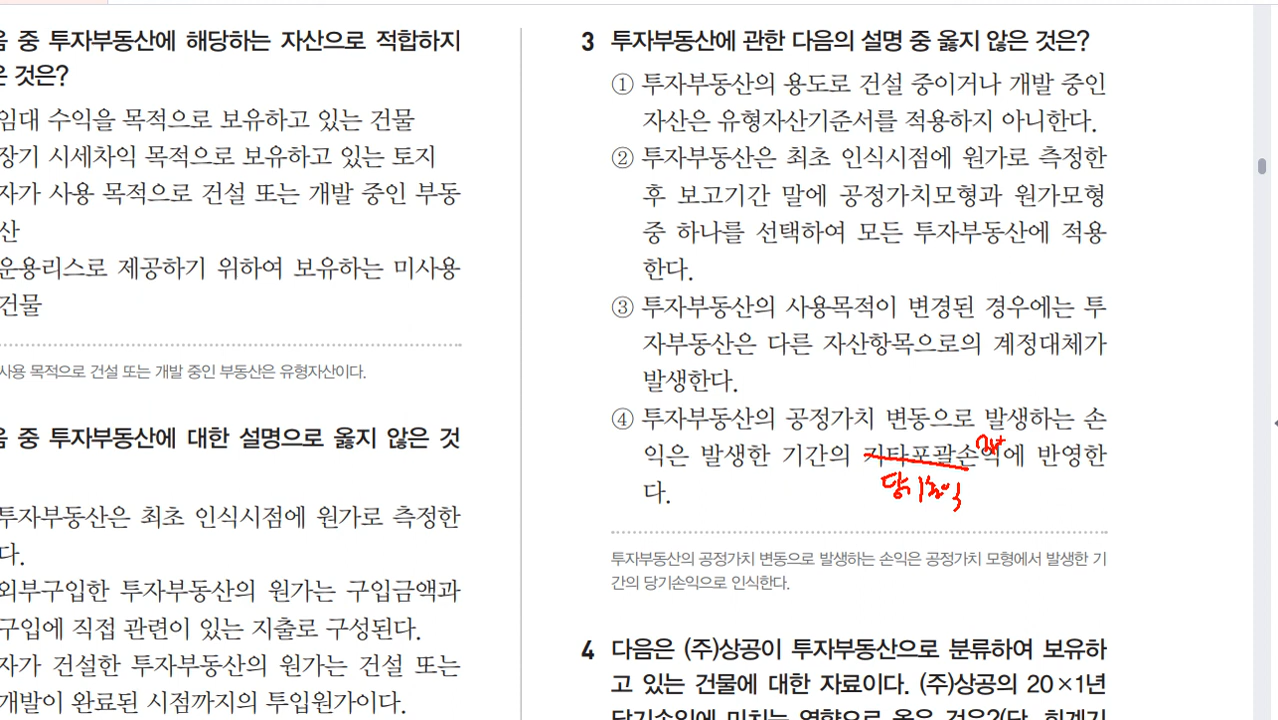 음 중 투자부동산에 해당하는 자산으로 적합하지
은 것은?
임대 수익을 목적으로 보유하고 있는 건물
장기 시세차익 목적으로 보유하고 있는 토지
자가 사용 목적으로 건설 또는 개발 중인 부동
산
운용리스로 제공하기 위하여 보유하는 미사용
건물
사용 목적으로 건설 또는 개발 중인 부동산은 유형자산이다.
음 중 투자부동산에 대한 설명으로 옳지 않은 것
투자부동산은 최초 인식시점에 원가로 측정한
다.
외부구입한 투자부동산의 원가는 구입금액과
구입에 직접 관련이 있는 지출로 구성된다.
자가 건설한 투자부동산의 원가는 건설 또는
개발이 완료된 시점까지의 투입원가이다.
3 투자부동산에 관한 다음의 설명 중 옳지 않은 것은?
① 투자부동산의 용도로 건설 중이거나 개발 중인
자산은 유형자산기준서를 적용하지 아니한다.
② 투자부동산은 최초 인식시점에 원가로 측정한
후 보고기간 말에 공정가치모형과 원가모형
중 하나를 선택하여 모든 투자부동산에 적용
한다.
③ 투자부동산의 사용목적이 변경된 경우에는 투
자부동산은 다른 자산항목으로의 계정대체가
발생한다.
④ 투자부동산의 공정가치 변동으로 발생하는 손
익은 발생한 기간의 기타포괄손익에 반영한
당기손익
다.
투자부동산의 공정가치 변동으로 발생하는 손익은 공정가치 모형에서 발생한 기
간의 당기손익으로 인식한다.
4 다음은 (주)상공이 투자부동산으로 분류하여 보유하
고 있는 건물에 대한 자료이다. (주)상공의 20×1년
당기손익에 미치는 영향으로 옳은 것은?(단, 회계기